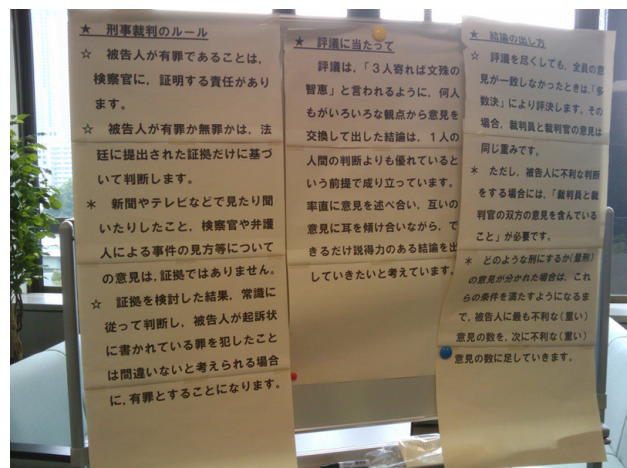 ★ 刑事裁判のルール
☆ 被告人が有罪であることは，
検察官に，証明する責任があり
ます。
☆ 被告人が有罪か無罪かは，法
廷に提出された証拠だけに基づ
いて判断します。
＊ 新聞やテレビなどで見たり聞
いたりしたこと，検察官や弁護
人による事件の見方等について
の意見は，証拠ではありません。
☆ 証拠を検討した結果，常識に
従って判断し，被告人が起訴状
に書かれている罪を犯したこと
は間違いないと考えられる場合
に，有罪とすることになります。
★ 評議に当たって
評議は，「３人寄れば文殊の
智恵」と言われるように，何人
もがいろいろな観点から意見を
交換して出した結論は，１人の
人間の判断よりも優れていると
いう前提で成り立っています。
率直に意見を述べ合い，互いの
意見に耳を傾け合いながら，で
きるだけ説得力のある結論を出
していきたいと考えています。
★ 結論の出し方
☆ 評議を尽くしても，全員の意
見が一致しなかったときは，「多
数決」により評決します。その
場合，裁判員と裁判官の意見は
同じ重みです。
＊ ただし，被告人に不利な判断
をする場合には，「裁判員と裁
判官の双方の意見を含んでいる
こと」が必要です。
＊ どのような刑にするか（量刑）
の意見が分かれた場合は，これ
らの条件を満たすようになるま
で，被告人に最も不利な（重い）
意見の数を，次に不利な（重い）
意見の数に足していきます。